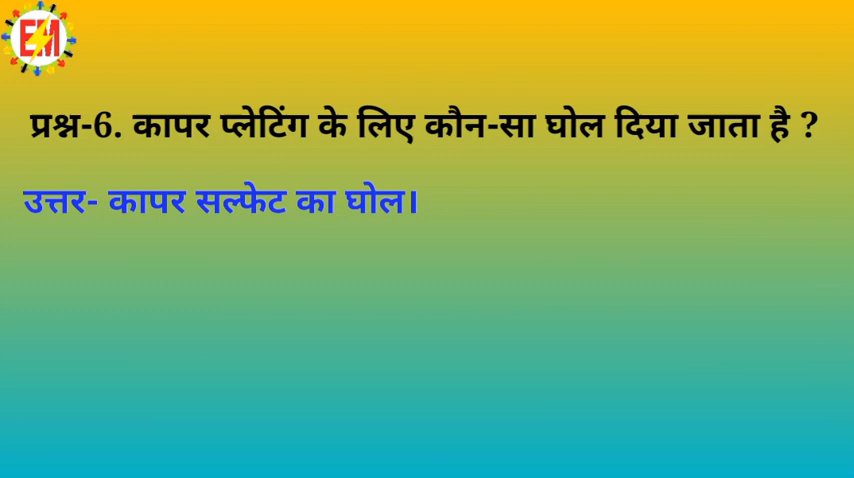 EM
प्रश्न-6. कापर प्लेटिंग के लिए कौन-सा घोल दिया जाता है ?
उत्तर- कापर सल्फेट का घोल।